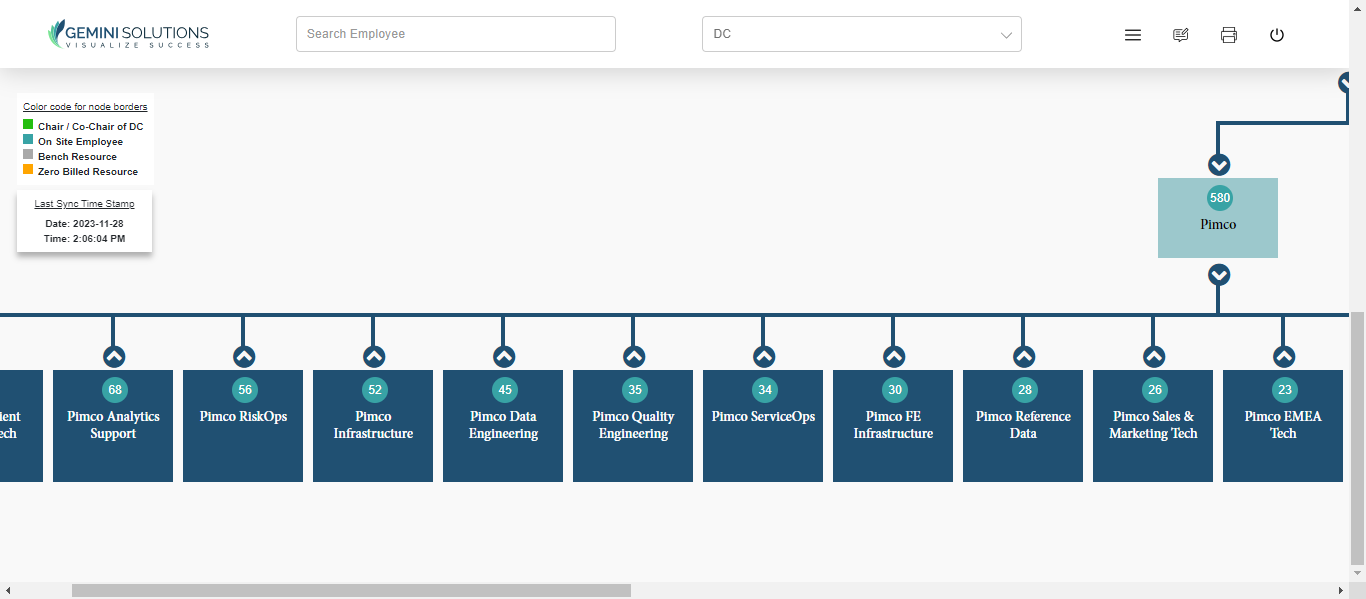 GEMINI SOLUTIONS
VISUALIZE SUCCESS
Search Employee
DC
Color code for node borders
Chair / Co-Chair of DC
On Site Employee
Bench Resource
Zero Billed Resource
Last Sync Time Stamp
Date: 2023-11-28
Time: 2:06:04 PM
580
Pimco
ient
ech
68
Pimco Analytics
Support
56
Pimco RiskOps
52
Pimco
Infrastructure
45
Pimco Data
Engineering
35
Pimco Quality
Engineering
34
Pimco ServiceOps
30
Pimco FE
Infrastructure
28
Pimco Reference
Data
26
Pimco Sales &
Marketing Tech
23
Pimco EMEA
Tech